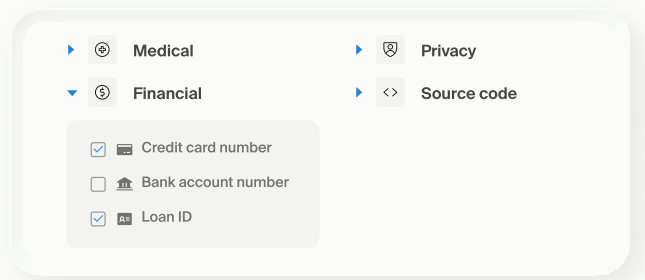 Medical
Privacy
Financial
Source code
Credit card number
Bank account number
Loan ID